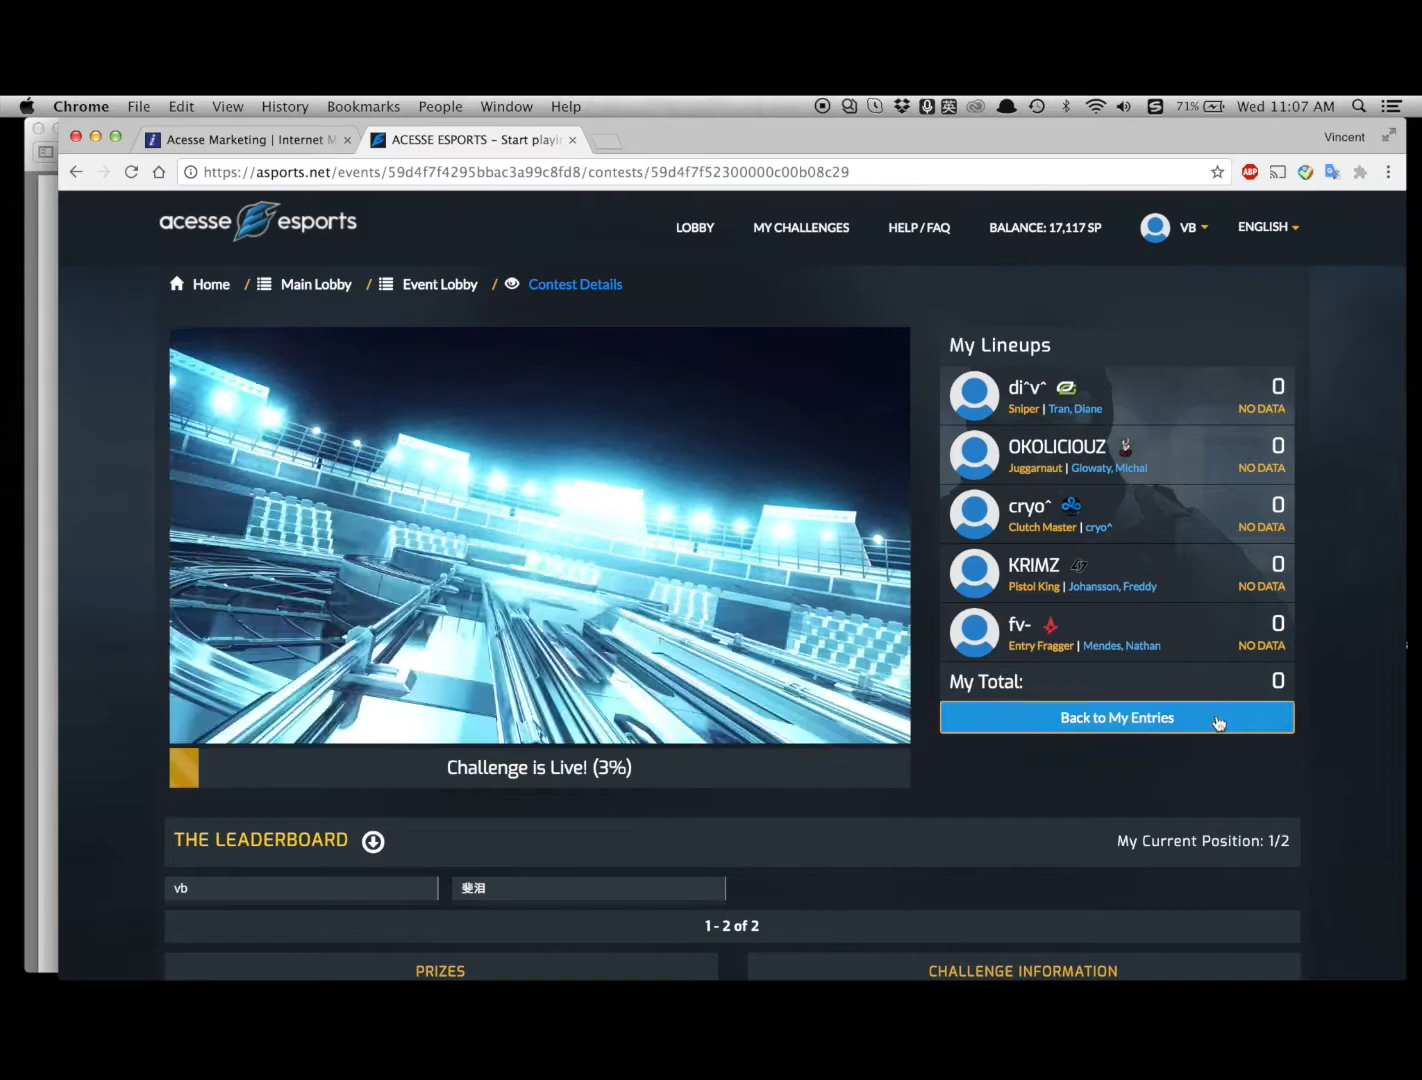 Chrome File Edit View History Bookmarks People Window Help 英 71% Wed 11:07 AM
Acesse Marketing | Internet M ACESSE ESPORTS – Start playi Vincent
https://asports.net/events/59d4f7f4295bbac3a99c8fd8/contests/59d4f7f52300000c00b08c29 ABP
acesse esports LOBBY MY CHALLENGES HELP / FAQ BALANCE: 17,117 SP VB ENGLISH
Home / Main Lobby / Event Lobby / Contest Details
My Lineups
di^v^ 0
Sniper | Tran, Diane NO DATA
OKOLICIOUZ 0
Juggarnaut | Glowaty, Michal NO DATA
cryo^ 0
Clutch Master | cryo^ NO DATA
KRIMZ 0
Pistol King | Johansson, Freddy NO DATA
fv- 0
Entry Fragger | Mendes, Nathan NO DATA
My Total: 0
Back to My Entries
Challenge is Live! (3%)
THE LEADERBOARD My Current Position: 1/2
vb 斐泪
1 - 2 of 2
PRIZES CHALLENGE INFORMATION